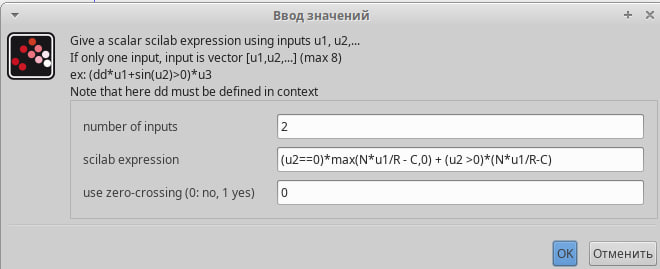 Ввод значений
Give a scalar scilab expression using inputs u1, u2,...
If only one input, input is vector [u1,u2,...] (max 8)
ex: (dd*u1+sin(u2)>0)*u3
Note that here dd must be defined in context
number of inputs 2
scilab expression (u2==0)*max(N*u1/R - C,0) + (u2 >0)*(N*u1/R-C)
use zero-crossing (0: no, 1 yes) 0
OK Отменить